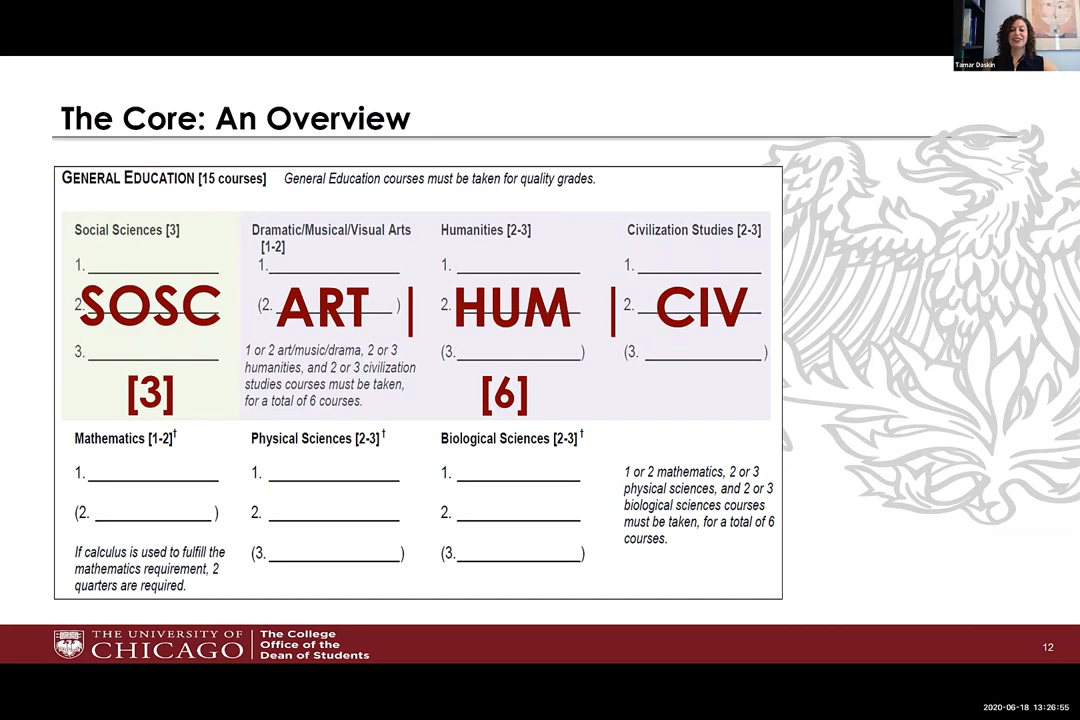 Tamar Daskin
The Core: An Overview
GENERAL EDUCATION [15 courses] General Education courses must be taken for quality grades.
Social Sciences [3]
1.
2.
3.
SOSC
[3]
Dramatic/Musical/Visual Arts
[1-2]
1.
(2. )
ART |
1 or 2 art/music/drama, 2 or 3
humanities, and 2 or 3 civilization
studies courses must be taken,
for a total of 6 courses.
Humanities [2-3]
1.
2.
(3. )
HUM |
[6]
Civilization Studies [2-3]
1.
2.
(3. )
CIV
Mathematics [1-2]†
1.
(2. )
If calculus is used to fulfill the
mathematics requirement, 2
quarters are required.
Physical Sciences [2-3]†
1.
2.
(3. )
Biological Sciences [2-3]†
1.
2.
(3. )
1 or 2 mathematics, 2 or 3
physical sciences, and 2 or 3
biological sciences courses
must be taken, for a total of 6
courses.
THE UNIVERSITY OF
CHICAGO
The College
Office of the
Dean of Students
12
2020-06-18 13:26:55